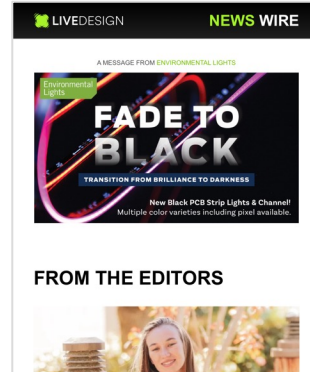 LIVEDESIGN
NEWS WIRE
A MESSAGE FROM ENVIRONMENTAL LIGHTS
Environmental
Lights
FADE TO
BLACK
TRANSITION FROM BRILLIANCE TO DARKNESS
New Black PCB Strip Lights & Channel!
Multiple color varieties including pixel available.
FROM THE EDITORS